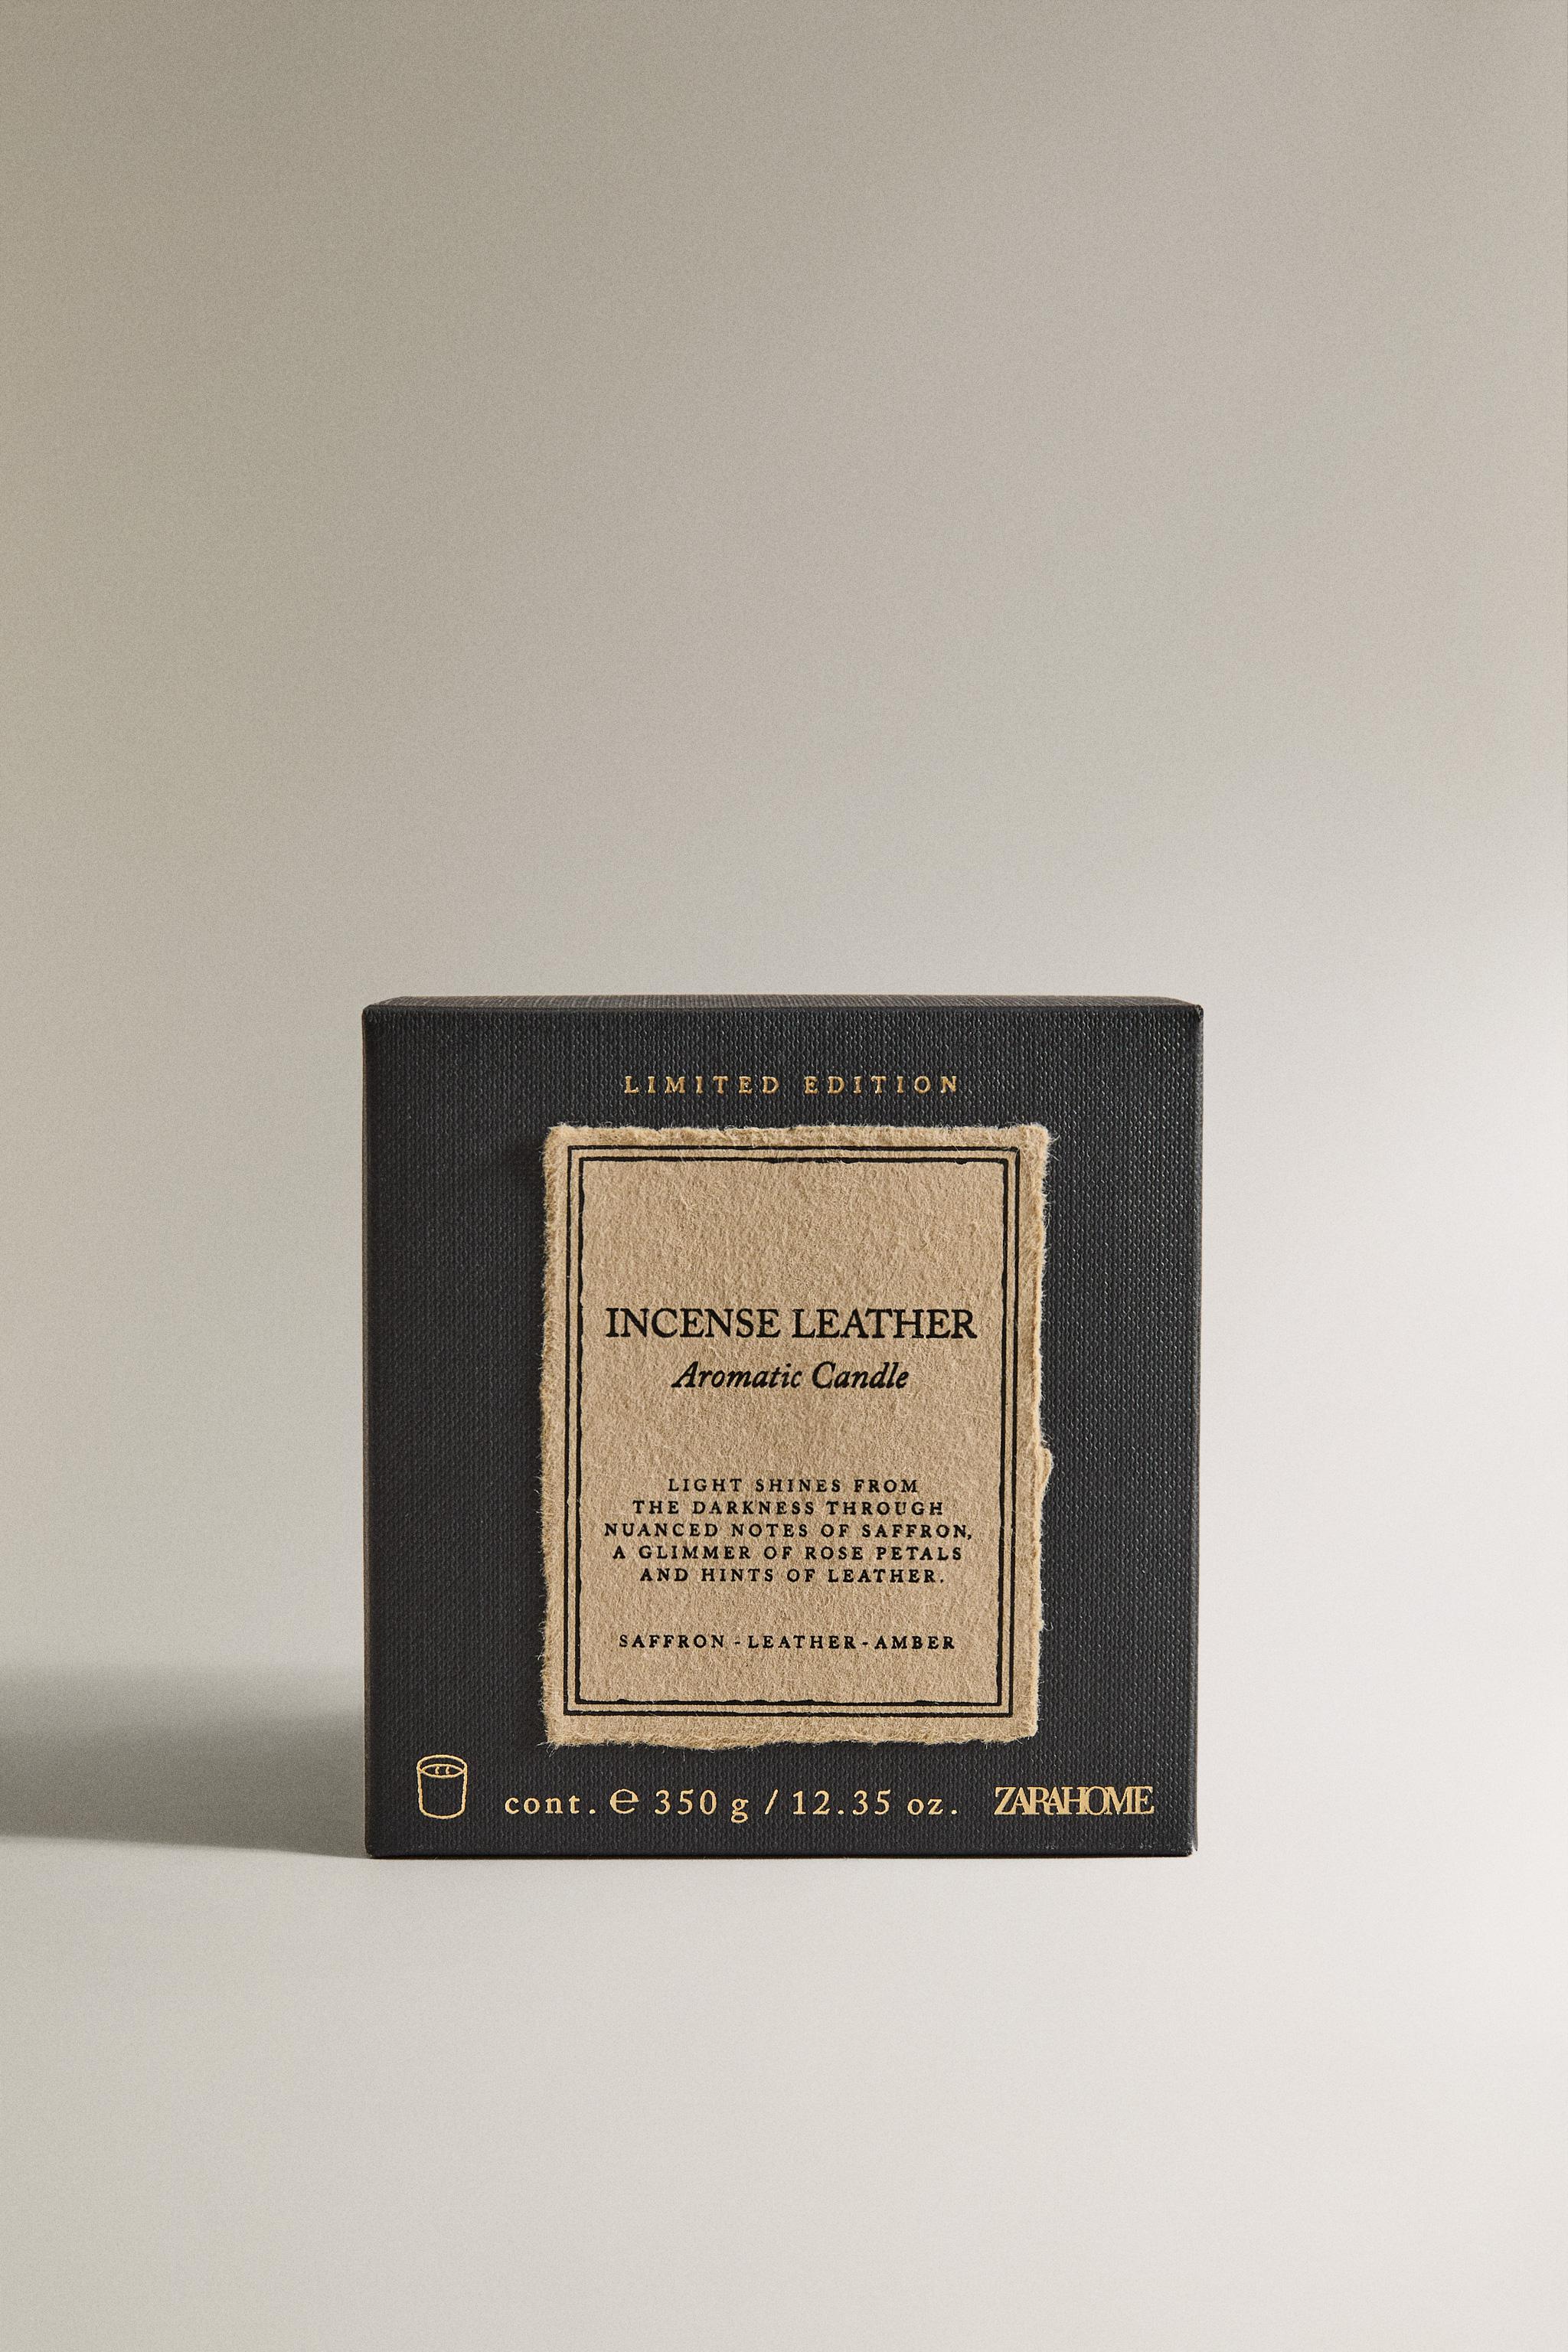 LIMITED EDITION
INCENSE LEATHER
Aromatic Candle
LIGHT SHINES FROM
THE DARKNESS THROUGH
NUANCED NOTES OF SAFFRON,
A GLIMMER OF ROSE PETALS
AND HINTS OF LEATHER.
SAFFRON - LEATHER - AMBER
cont. ℮ 350 g / 12.35 oz. ZARAHOME